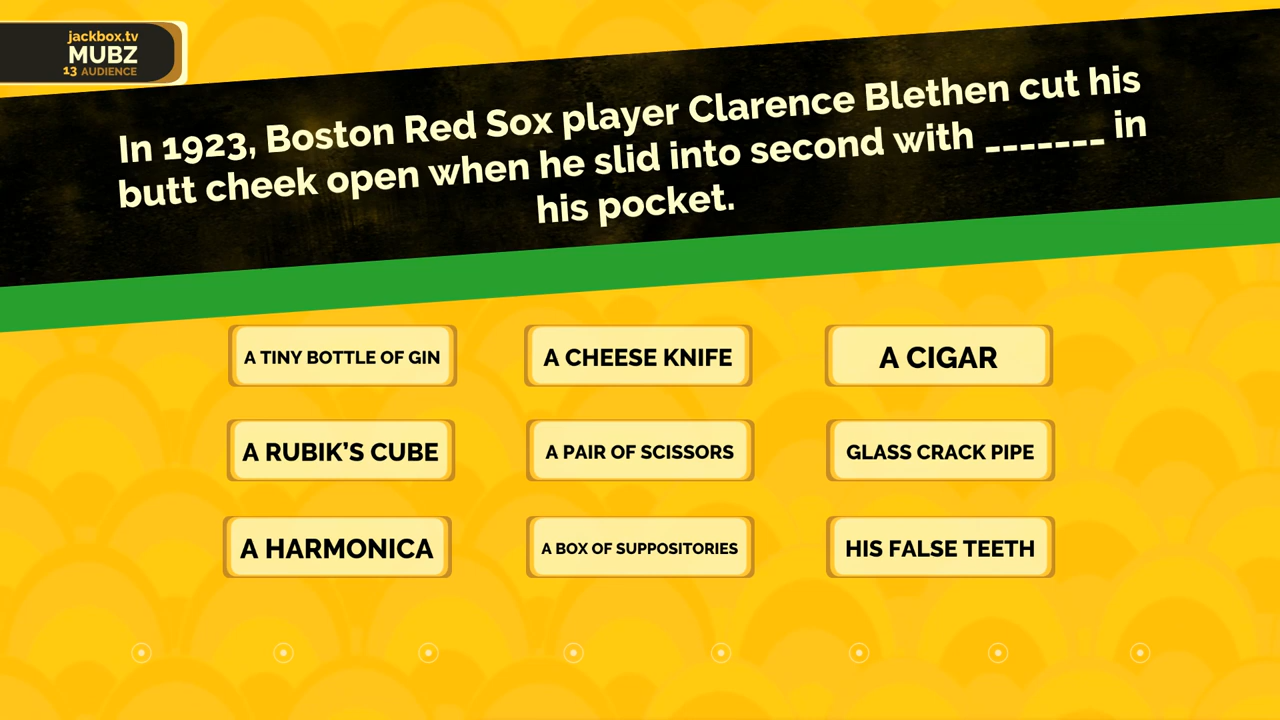 jackbox.tv
MUBZ
13 AUDIENCE
In 1923, Boston Red Sox player Clarence Blethen cut his
butt cheek open when he slid into second with _______ in
his pocket.
A TINY BOTTLE OF GIN
A CHEESE KNIFE
A CIGAR
A RUBIK'S CUBE
A PAIR OF SCISSORS
GLASS CRACK PIPE
A HARMONICA
A BOX OF SUPPOSITORIES
HIS FALSE TEETH